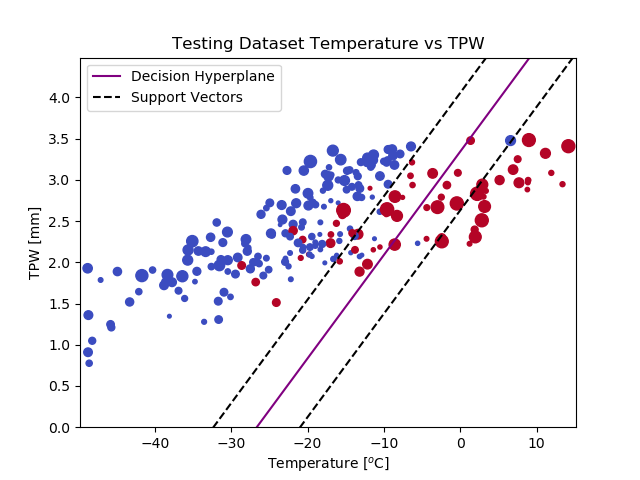 Testing Dataset Temperature vs TPW
Decision Hyperplane
Support Vectors
TPW [mm]
4.0
3.5
3.0
2.5
2.0
1.5
1.0
0.5
0.0
−40 −30 −20 −10 0 10
Temperature [°C]